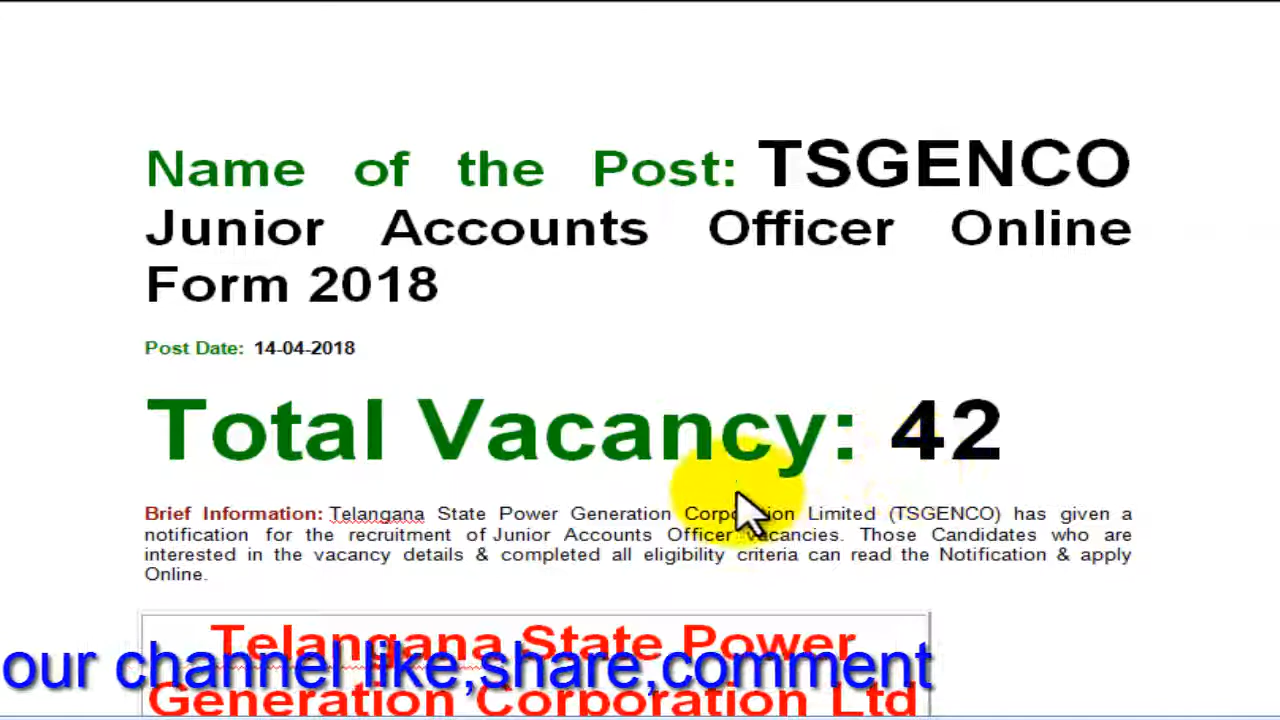 Name of the Post: TSGENCO
Junior Accounts Officer Online
Form 2018
Post Date: 14-04-2018
Total Vacancy: 42
Brief Information: Telangana State Power Generation Corporation Limited (TSGENCO) has given a
notification for the recruitment of Junior Accounts Officer vacancies. Those Candidates who are
interested in the vacancy details & completed all eligibility criteria can read the Notification & apply
Online.
Telangana State Power
our channel like,share,comment
Generation Corporation Ltd